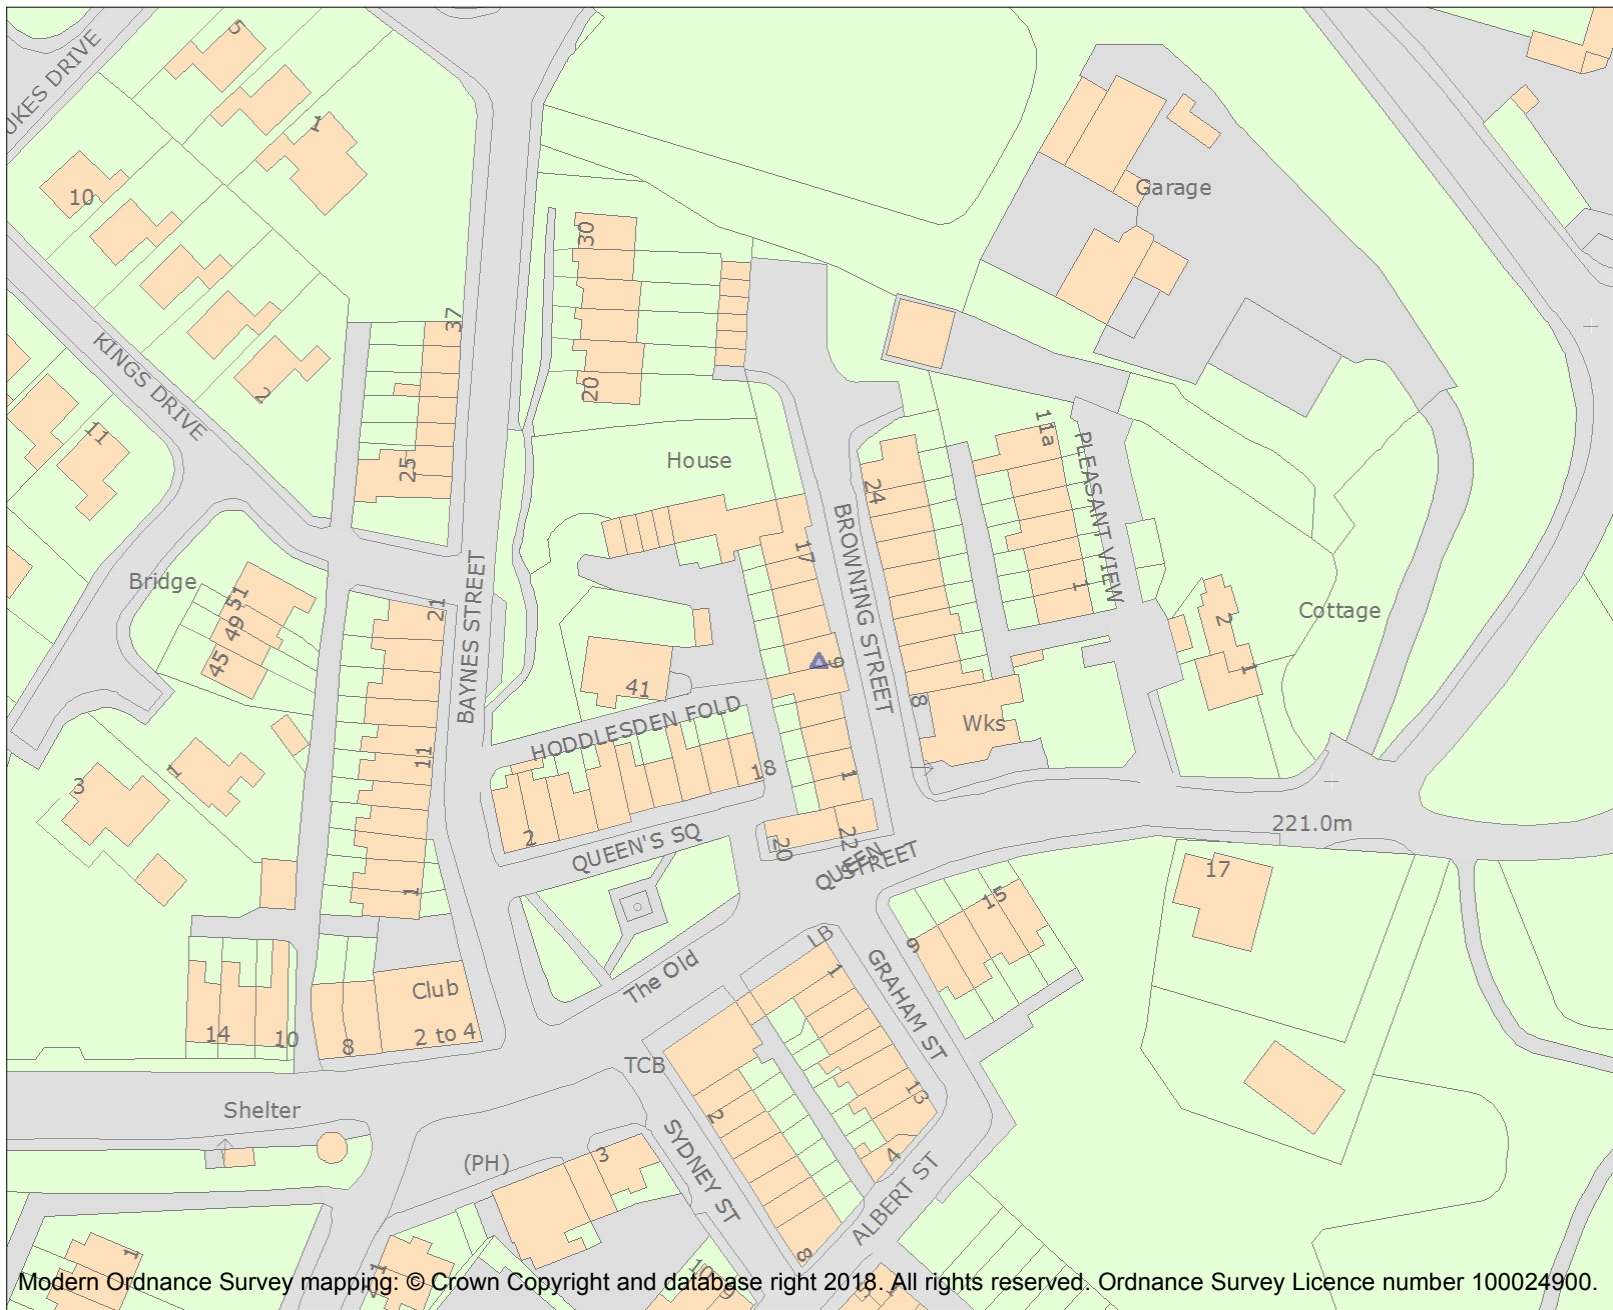 5
UKES DRIVE
1
10
Garage
30
37
KINGS DRIVE
20
2
11
25
11a
PLEASANT VIEW
House
24
BROWNING STREET
17
1
Bridge
51
49
45
21
BAYNES STREET
41
9
8
Wks
2
1
Cottage
HODDLESDEN FOLD
11
3
1
18
1
2
QUEEN'S SQ
20
22
QUEEN
STREET
221.0m
17
1
15
9
LB
1
GRAHAM ST
The Old
Club
2 to 4
14
10
8
TCB
13
Shelter
2
SYDNEY ST
(PH)
3
4
ALBERT ST
8
1
Modern Ordnance Survey mapping: © Crown Copyright and database right 2018. All rights reserved. Ordnance Survey Licence number 100024900.